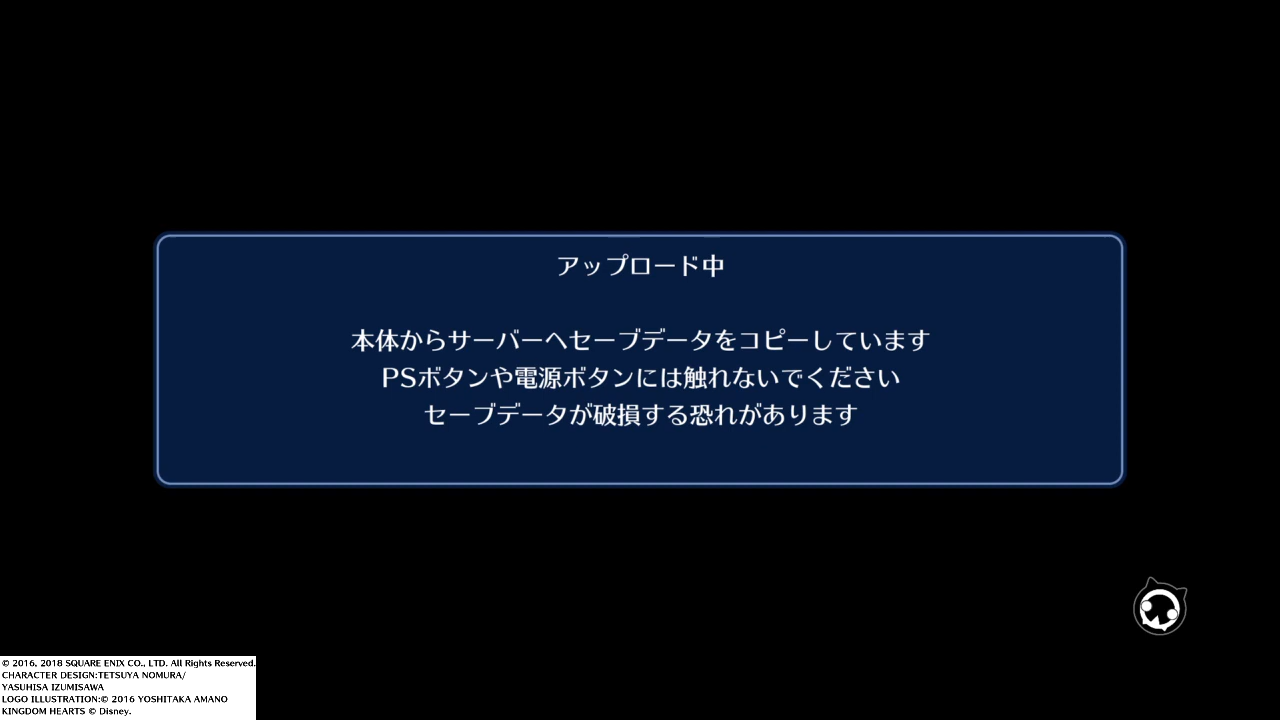 アップロード中
本体からサーバーへセーブデータをコピーしています
PSボタンや電源ボタンには触れないでください
セーブデータが破損する恐れがあります
© 2016, 2018 SQUARE ENIX CO., LTD. All Rights Reserved.
CHARACTER DESIGN:TETSUYA NOMURA/
YASUHISA IZUMISAWA
LOGO ILLUSTRATION:© 2016 YOSHITAKA AMANO
KINGDOM HEARTS © Disney.